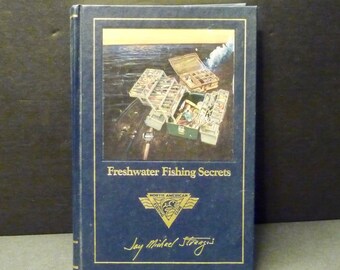 Freshwater Fishing Secrets
NORTH AMERICAN
Jay Michael Strangis